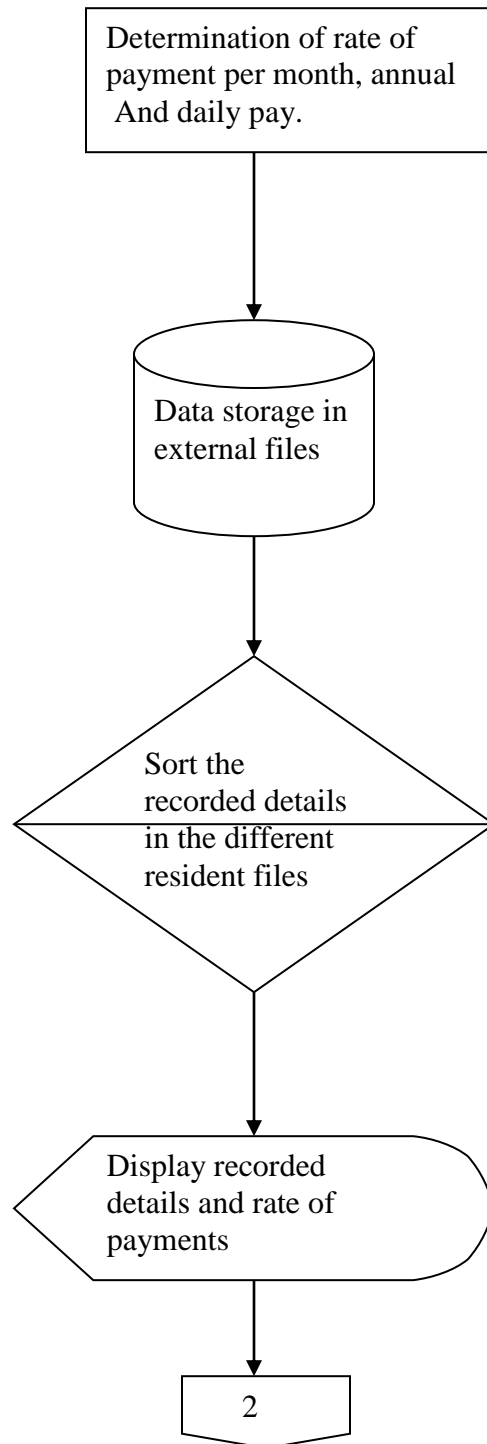 Determination of rate of
payment per month, annual
And daily pay.
Data storage in
external files
Sort the
recorded details
in the different
resident files
Display recorded
details and rate of
payments
2